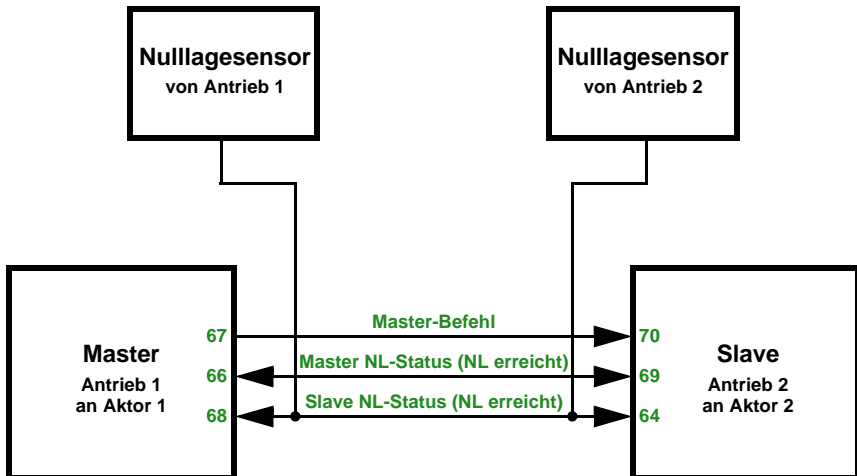 Nulllagesensor
von Antrieb 1
Nulllagesensor
von Antrieb 2
Master
Antrieb 1
an Aktor 1
67
66
68
Master-Befehl
Master NL-Status (NL erreicht)
Slave NL-Status (NL erreicht)
70
69
64
Slave
Antrieb 2
an Aktor 2